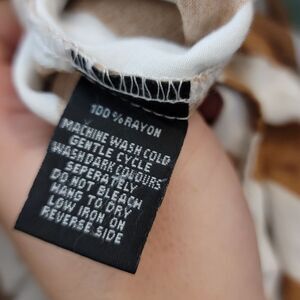 100% RAYON
MACHINE WASH COLD
GENTLE CYCLE
WASH DARK COLOURS
SEPERATELY
DO NOT BLEACH
HANG TO DRY
LOW IRON ON
REVERSE SIDE